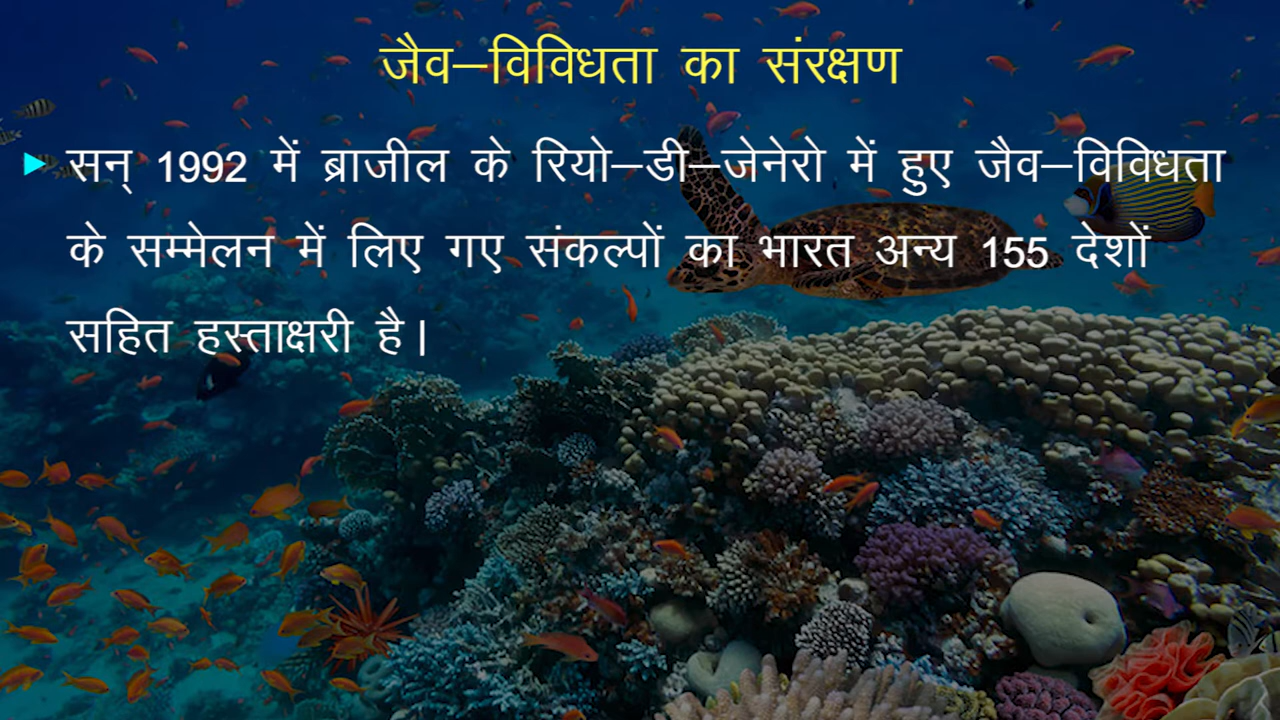 जैव–विविधता का संरक्षण
► सन् 1992 में ब्राजील के रियो–डी–जेनेरो में हुए जैव–विविधता
के सम्मेलन में लिए गए संकल्पों का भारत अन्य 155 देशों
सहित हस्ताक्षरी है।